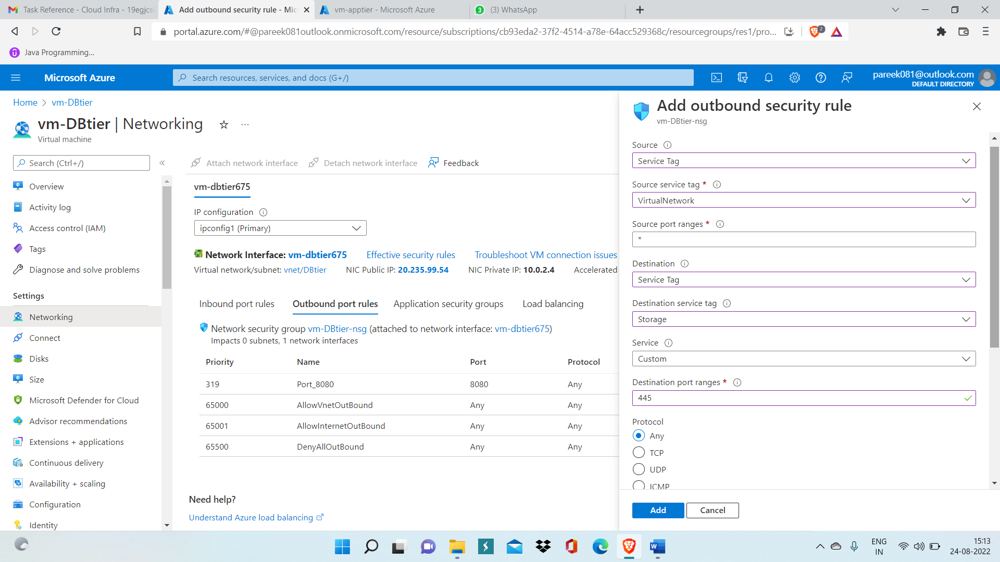 Task Reference - Cloud Infra - 19egjcs
Add outbound security rule - Mic
vm-apptier - Microsoft Azure
3 (3) WhatsApp
portal.azure.com/#@pareek081outlook.onmicrosoft.com/resource/subscriptions/cb93eda2-37f2-4514-a78e-64acc529368c/resourcegroups/res1/pro...
2
Java Programming...
Microsoft Azure
Search resources, services, and docs (G+/)
pareek081@outlook.com
DEFAULT DIRECTORY
Home > vm-DBtier
vm-DBtier | Networking ☆ ...
Virtual machine
Search (Ctrl+/) «
Overview
Activity log
Access control (IAM)
Tags
Diagnose and solve problems
Settings
Networking
Connect
Disks
Size
Microsoft Defender for Cloud
Advisor recommendations
Extensions + applications
Continuous delivery
Availability + scaling
Configuration
Identity
Attach network interface Detach network interface Feedback
vm-dbtier675
IP configuration
ipconfig1 (Primary)
Network Interface: vm-dbtier675 Effective security rules Troubleshoot VM connection issues
Virtual network/subnet: vnet/DBtier NIC Public IP: 20.235.99.54 NIC Private IP: 10.0.2.4 Accelerated
Inbound port rules Outbound port rules Application security groups Load balancing
Network security group vm-DBtier-nsg (attached to network interface: vm-dbtier675)
Impacts 0 subnets, 1 network interfaces
Priority Name Port Protocol
319 Port_8080 8080 Any
65000 AllowVnetOutBound Any Any
65001 AllowInternetOutBound Any Any
65500 DenyAllOutBound Any Any
Need help?
Understand Azure load balancing
Add outbound security rule
vm-DBtier-nsg
Source
Service Tag
Source service tag *
VirtualNetwork
Source port ranges *
*
Destination
Service Tag
Destination service tag
Storage
Service
Custom
Destination port ranges *
445
Protocol
Any
TCP
UDP
ICMP
Add Cancel
ENG
IN
15:13
24-08-2022